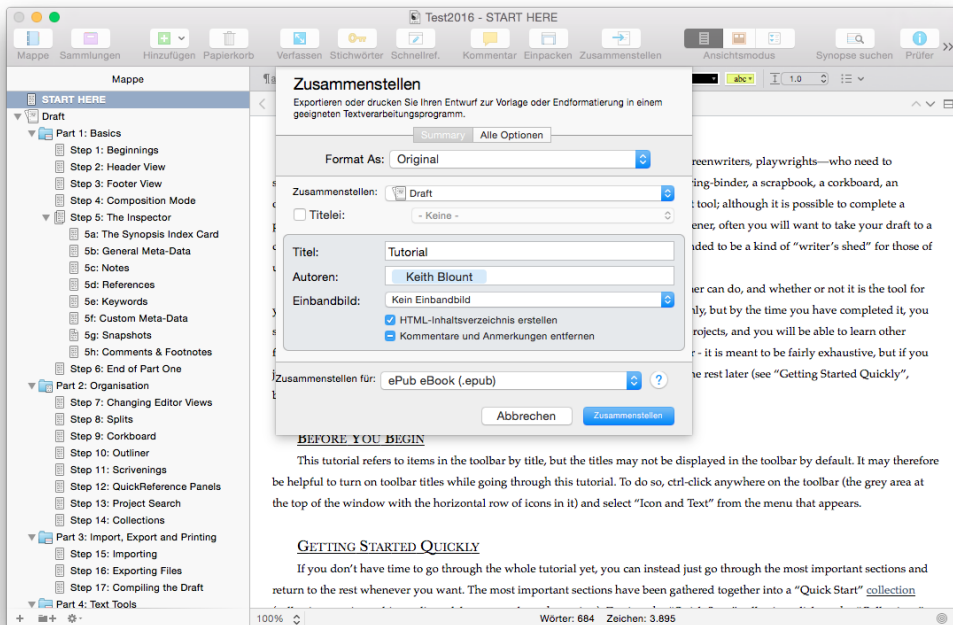 Test2016 - START HERE
Mappe Sammlungen Hinzufügen Papierkorb Verfassen Stichwörter Schnellref. Kommentar Einpacken Zusammenstellen Ansichtsmodus Synopse suchen Prüfer
Mappe
START HERE
Draft
Part 1: Basics
Step 1: Beginnings
Step 2: Header View
Step 3: Footer View
Step 4: Composition Mode
Step 5: The Inspector
5a: The Synopsis Index Card
5b: General Meta-Data
5c: Notes
5d: References
5e: Keywords
5f: Custom Meta-Data
5g: Snapshots
5h: Comments & Footnotes
Step 6: End of Part One
Part 2: Organisation
Step 7: Changing Editor Views
Step 8: Splits
Step 9: Corkboard
Step 10: Outliner
Step 11: Scrivenings
Step 12: QuickReference Panels
Step 13: Project Search
Step 14: Collections
Part 3: Import, Export and Printing
Step 15: Importing
Step 16: Exporting Files
Step 17: Compiling the Draft
Part 4: Text Tools
abc 1.0
Zusammenstellen
Exportieren oder drucken Sie Ihren Entwurf zur Vorlage oder Endformatierung in einem
geeigneten Textverarbeitungsprogramm.
Summary Alle Optionen
Format As: Original
Zusammenstellen: Draft
Titelei: - Keine -
Titel: Tutorial
Autoren: Keith Blount
Einbandbild: Kein Einbandbild
HTML-Inhaltsverzeichnis erstellen
Kommentare und Anmerkungen entfernen
Zusammenstellen für: ePub eBook (.epub) ?
Abbrechen Zusammenstellen
reenwriters, playwrights—who need to
ring-binder, a scrapbook, a corkboard, an
t tool; although it is possible to complete a
ener, often you will want to take your draft to a
ded to be a kind of “writer’s shed” for those of
er can do, and whether or not it is the tool for
nly, but by the time you have completed it, you
rojects, and you will be able to learn other
r - it is meant to be fairly exhaustive, but if you
he rest later (see “Getting Started Quickly”,
BEFORE YOU BEGIN
This tutorial refers to items in the toolbar by title, but the titles may not be displayed in the toolbar by default. It may therefore
be helpful to turn on toolbar titles while going through this tutorial. To do so, ctrl-click anywhere on the toolbar (the grey area at
the top of the window with the horizontal row of icons in it) and select “Icon and Text” from the menu that appears.
GETTING STARTED QUICKLY
If you don’t have time to go through the whole tutorial yet, you can instead just go through the most important sections and
return to the rest whenever you want. The most important sections have been gathered together into a “Quick Start” collection
100% Wörter: 684 Zeichen: 3.895